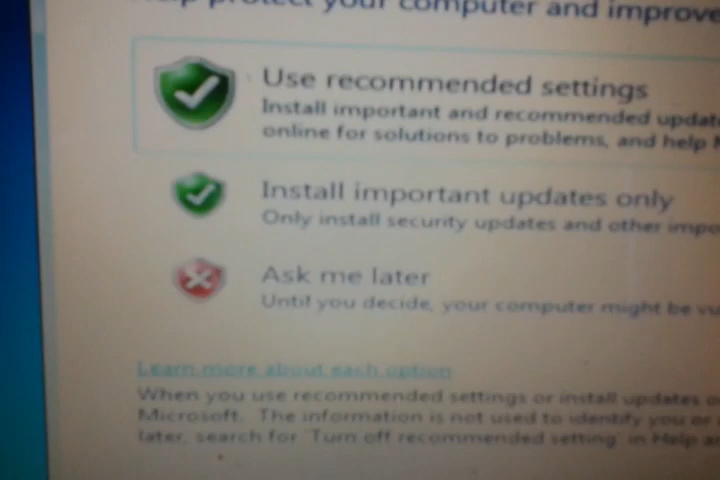 Help protect your computer and improve
Use recommended settings
Install important and recommended update
online for solutions to problems, and help
Install important updates only
Only install security updates and other impo
Ask me later
Until you decide, your computer might be vu
Learn more about each option
When you use recommended settings or install updates o
Microsoft. The information is not used to identify you or
later, search for 'Turn off recommended setting' in Help a